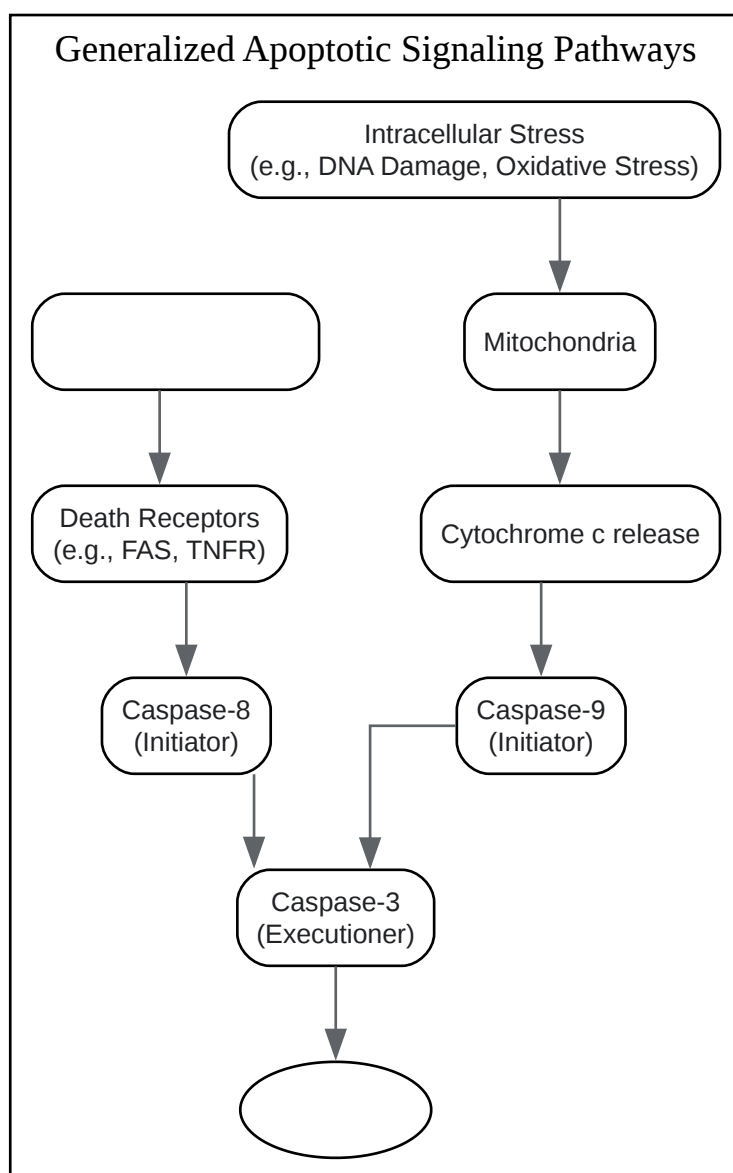 Generalized Apoptotic Signaling Pathways
Intracellular Stress
(e.g., DNA Damage, Oxidative Stress)
Mitochondria
Death Receptors
(e.g., FAS, TNFR)
Cytochrome c release
Caspase-8
(Initiator)
Caspase-9
(Initiator)
Caspase-3
(Executioner)